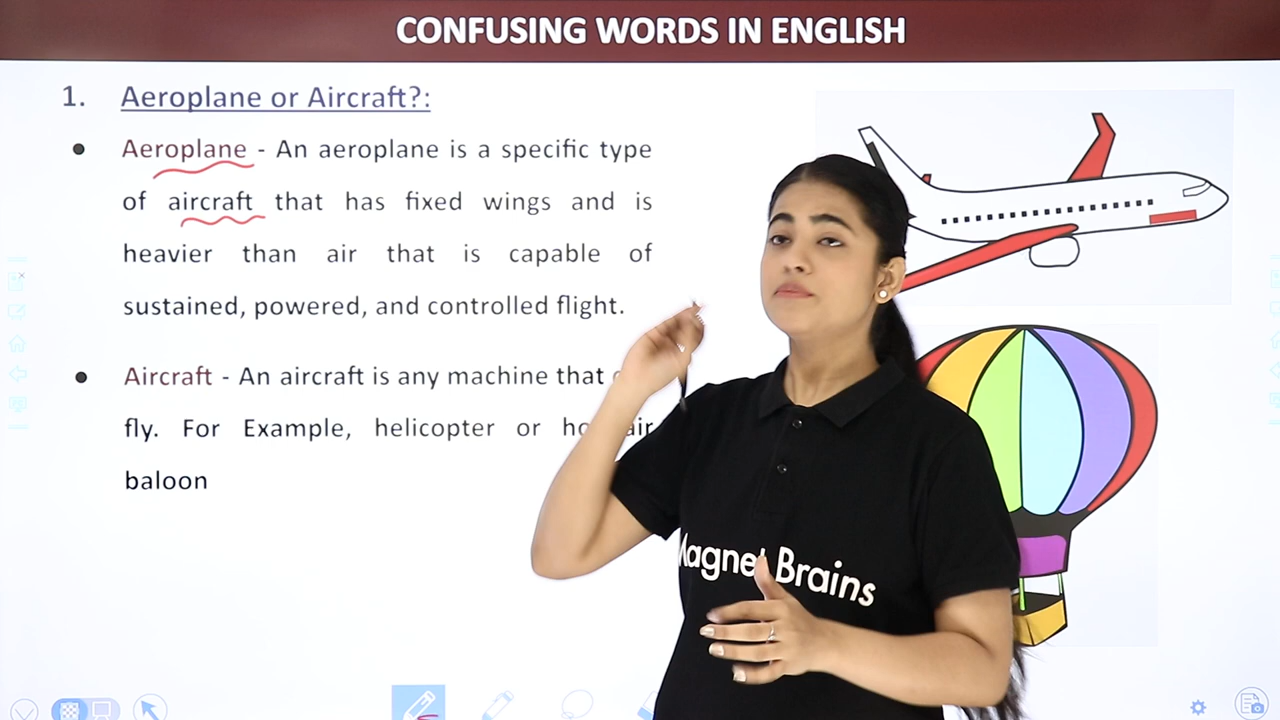 CONFUSING WORDS IN ENGLISH
1. Aeroplane or Aircraft?:
● Aeroplane - An aeroplane is a specific type
of aircraft that has fixed wings and is
heavier than air that is capable of
sustained, powered, and controlled flight.
● Aircraft - An aircraft is any machine that
fly. For Example, helicopter or air
baloon
Magnet Brains